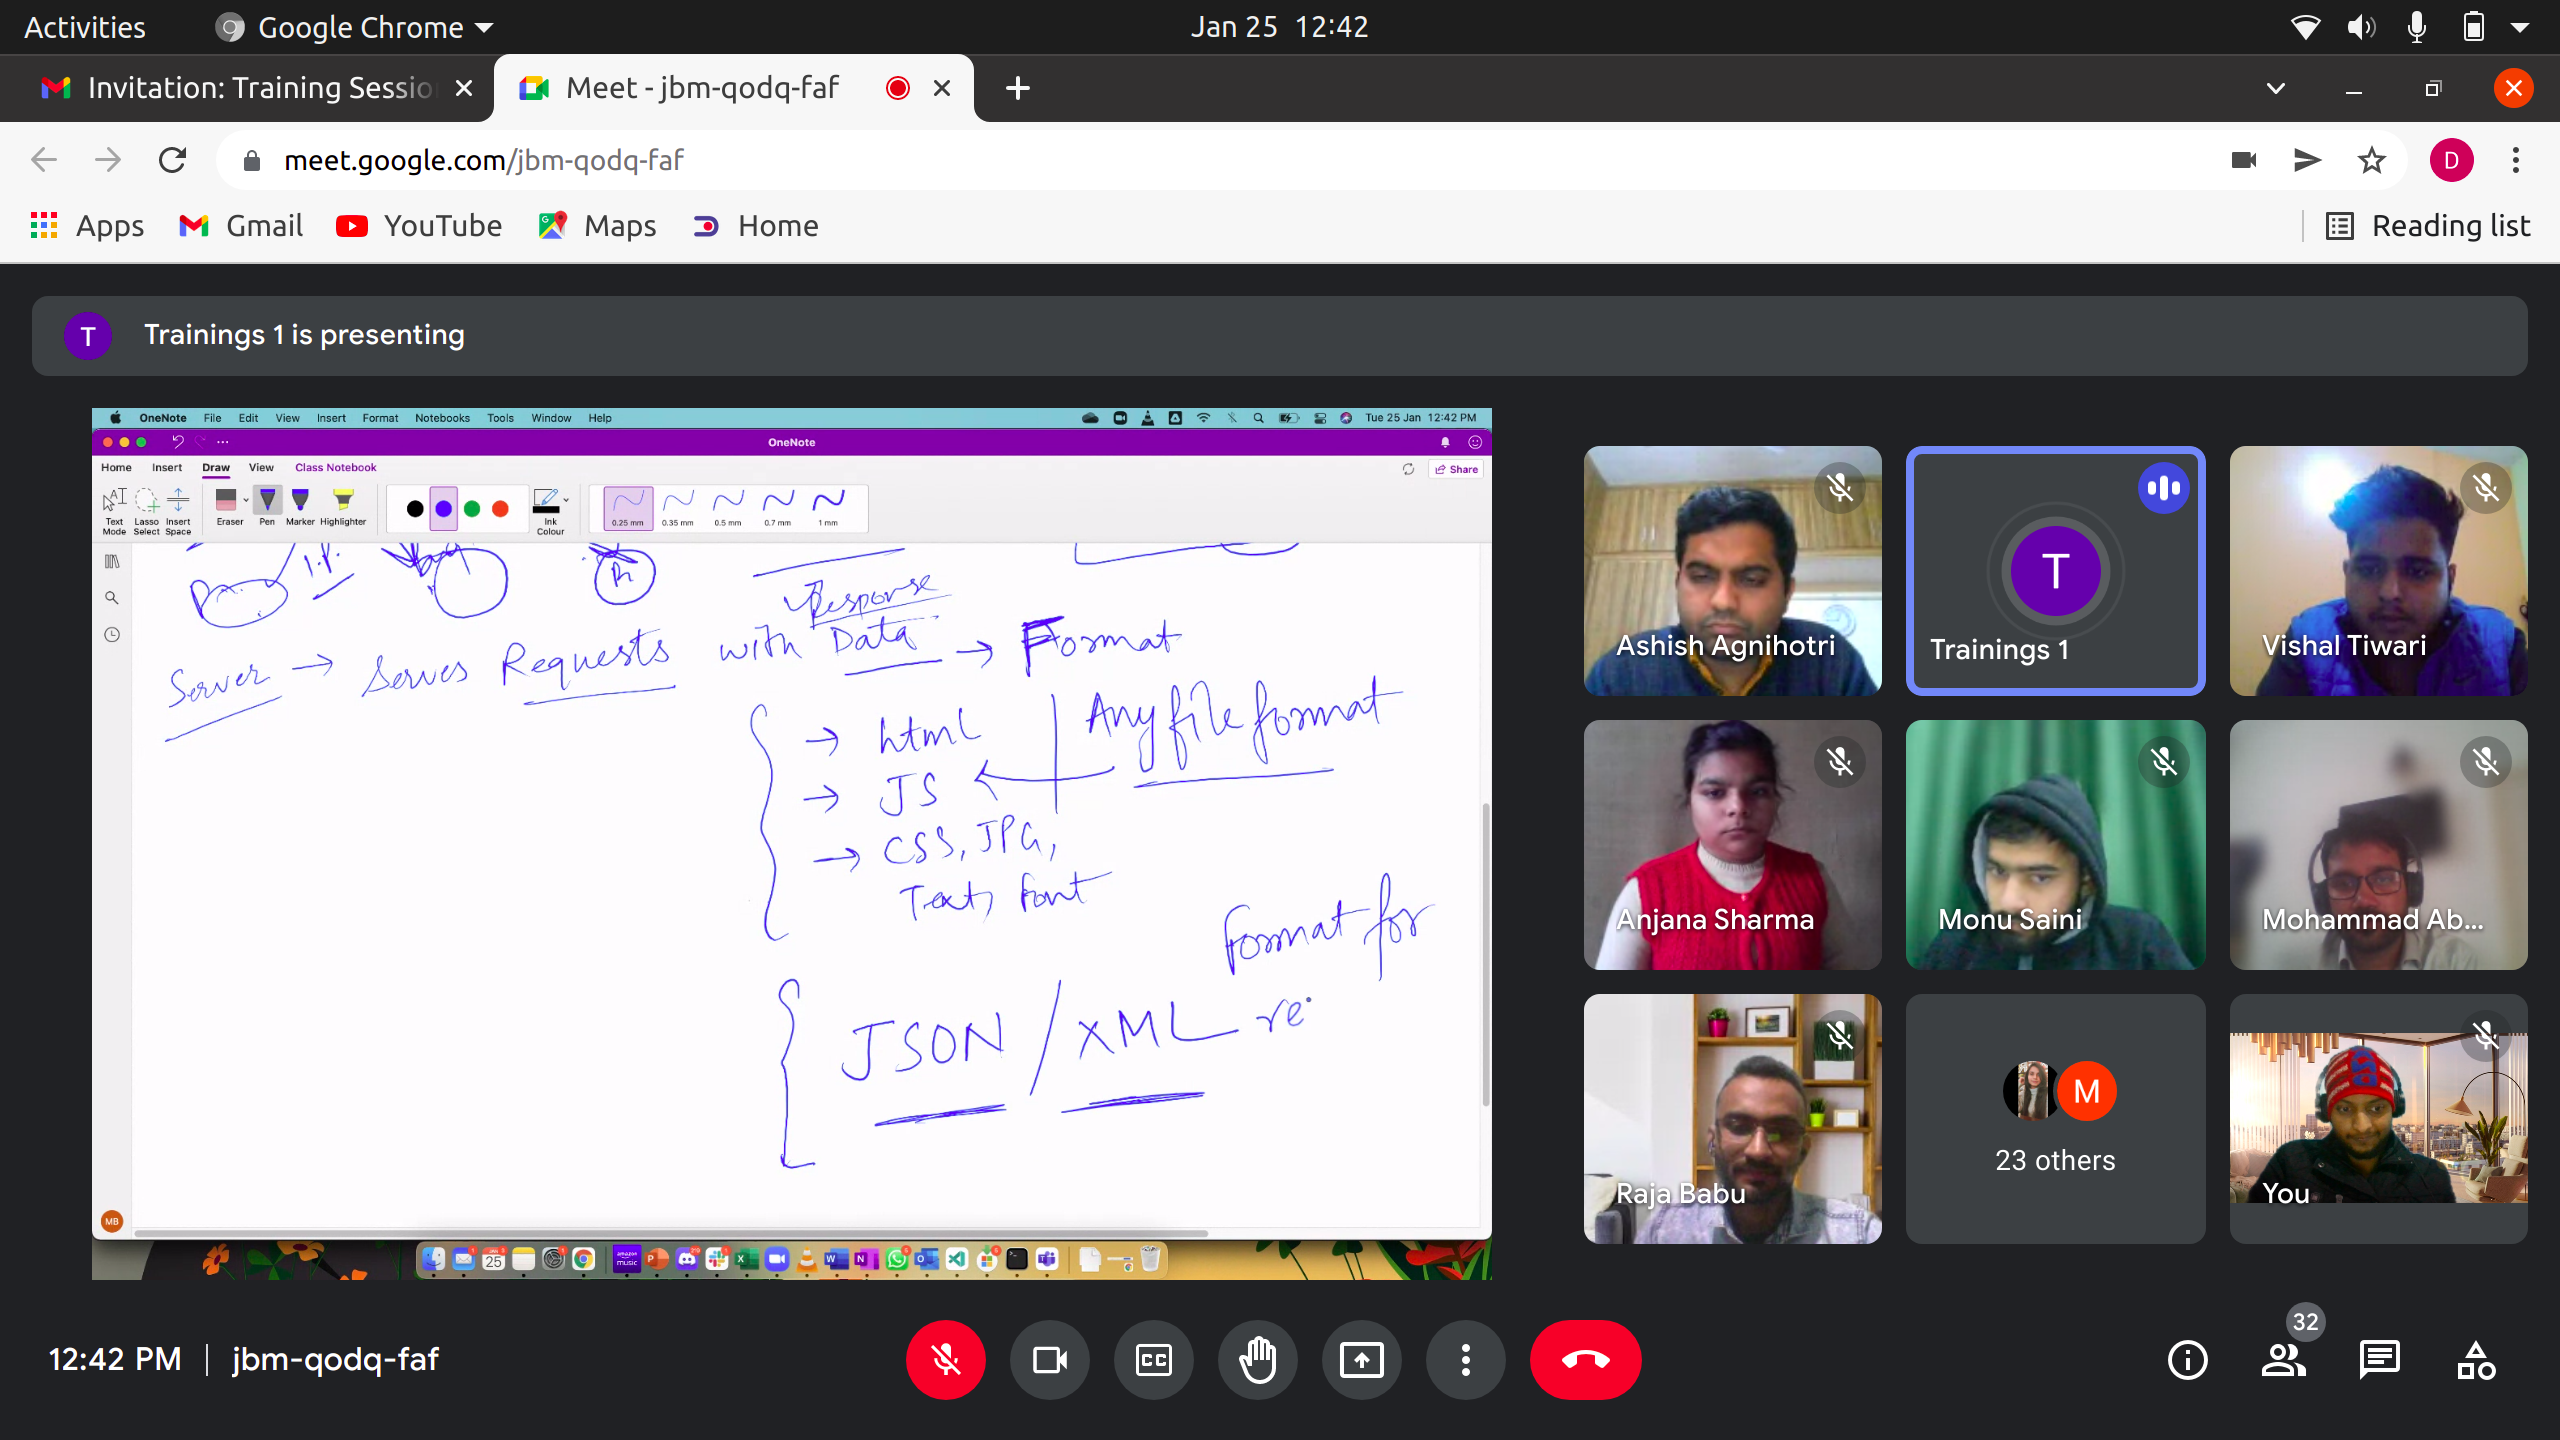 Activities
Google Chrome
Jan 25 12:42
Invitation: Training Sessio
Meet - jbm-qodq-faf
meet.google.com/jbm-qodq-faf
D
Apps
Gmail
YouTube
Maps
Home
Reading list
T
Trainings 1 is presenting
OneNote File Edit View Insert Format Notebooks Tools Window Help
Tue 25 Jan 12:42 PM
OneNote
Home Insert Draw View Class Notebook
Share
Text Mode
Lasso Select
Insert Space
Eraser
Pen
Marker
Highlighter
Ink Colour
0.25 mm
0.35 mm
0.5 mm
0.7 mm
1 mm
Response
Server → Serves Requests with Data → Format
→ html
Any file format
→ JS
→ CSS, JPG,
Text, Font
Format for
JSON / XML re
MB
25
amazon music
Ashish Agnihotri
T
Trainings 1
Vishal Tiwari
Anjana Sharma
Monu Saini
Mohammad Ab...
Raja Babu
M
23 others
You
12:42 PM | jbm-qodq-faf
CC
32